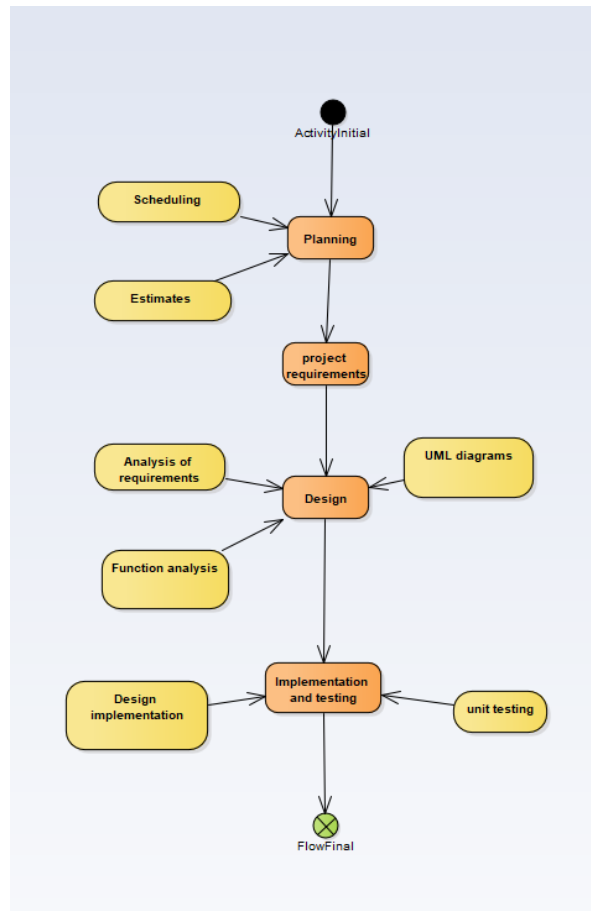 ActivityInitial
Scheduling
Planning
Estimates
project
requirements
Analysis of
requirements
UML diagrams
Design
Function analysis
Implementation
and testing
Design
implementation
unit testing
FlowFinal